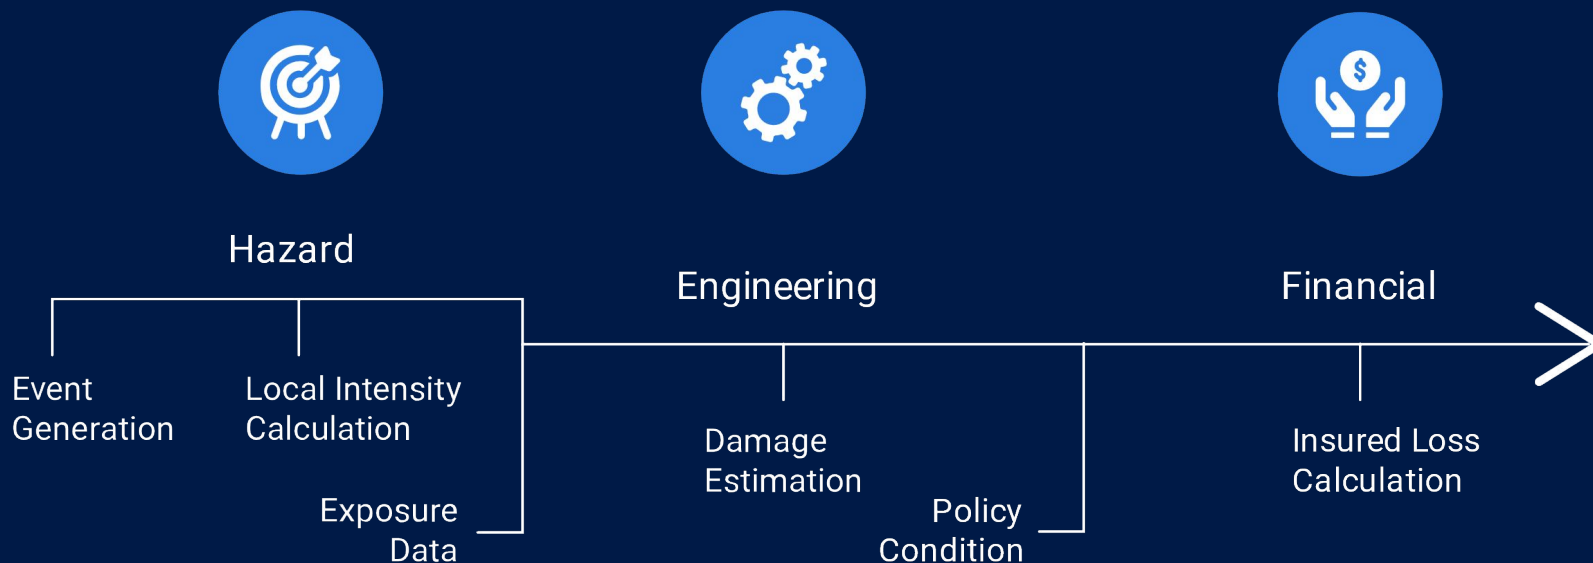 Hazard
Engineering
Financial
Event
Generation
Local Intensity
Calculation
Exposure
Data
Damage
Estimation
Policy
Condition
Insured Loss
Calculation
$